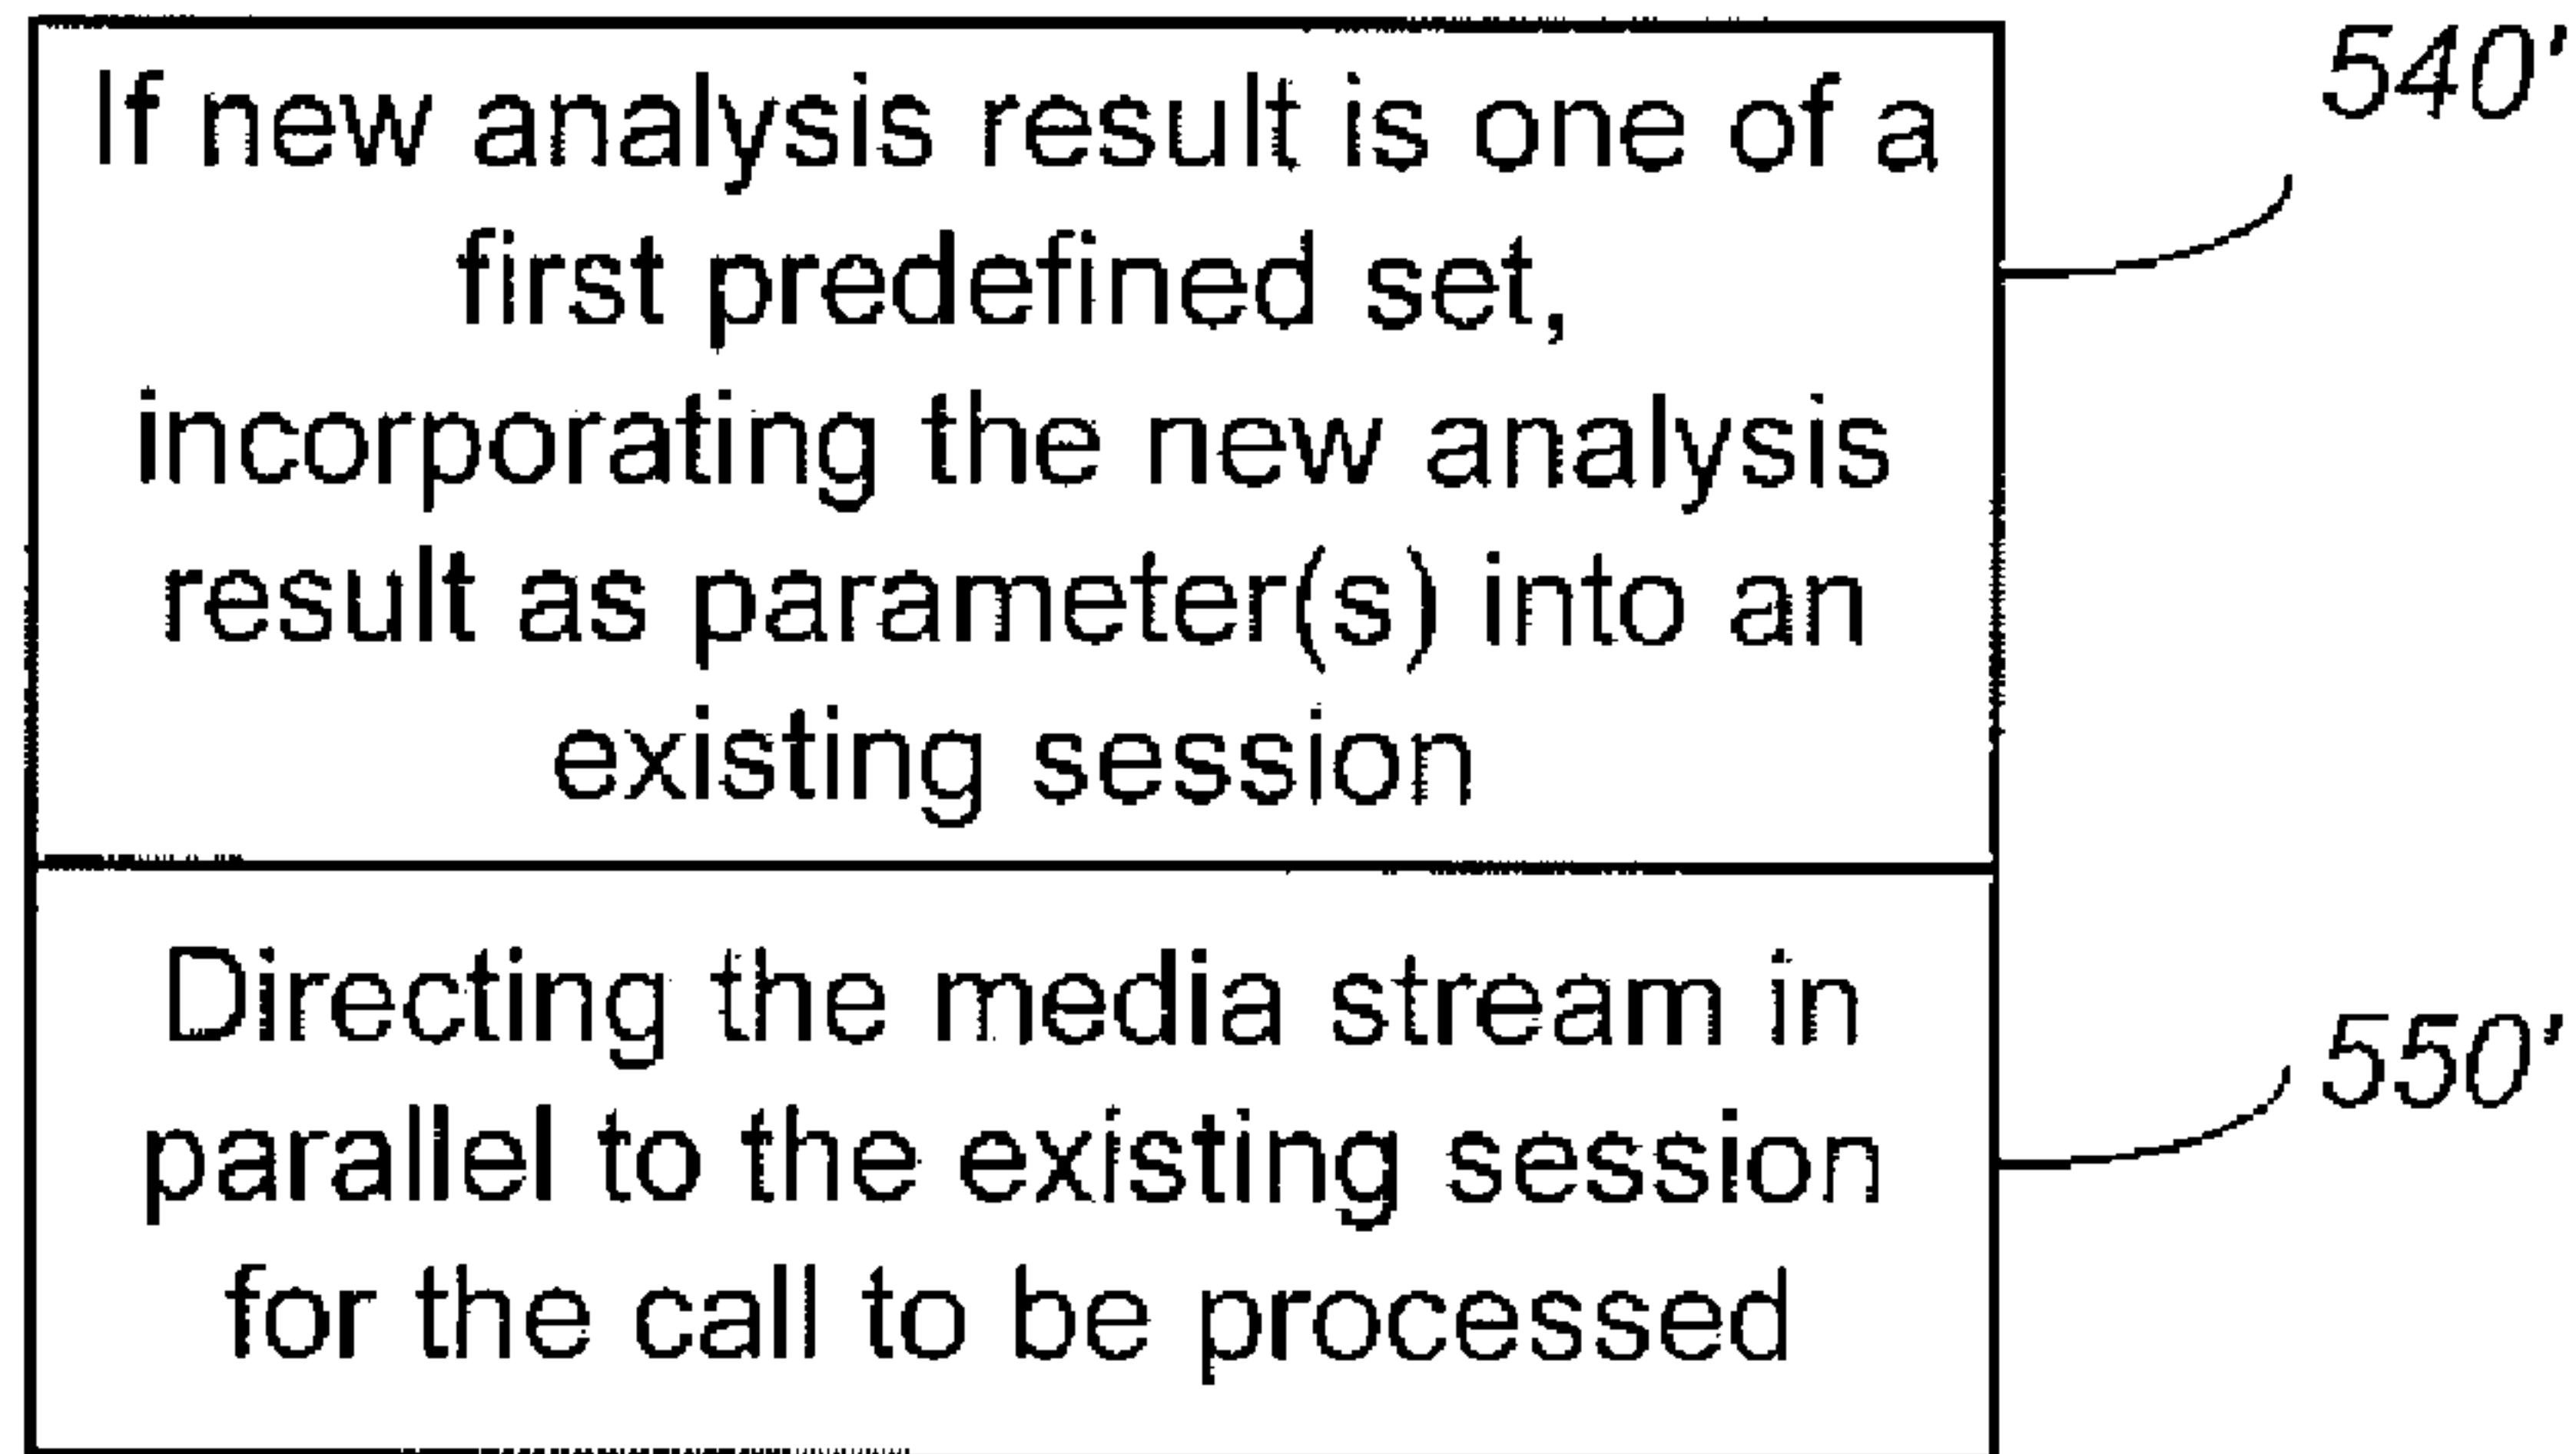 If new analysis result is one of a
first predefined set,
incorporating the new analysis
result as parameter(s) into an
existing session
540'
Directing the media stream in
parallel to the existing session
for the call to be processed
550'